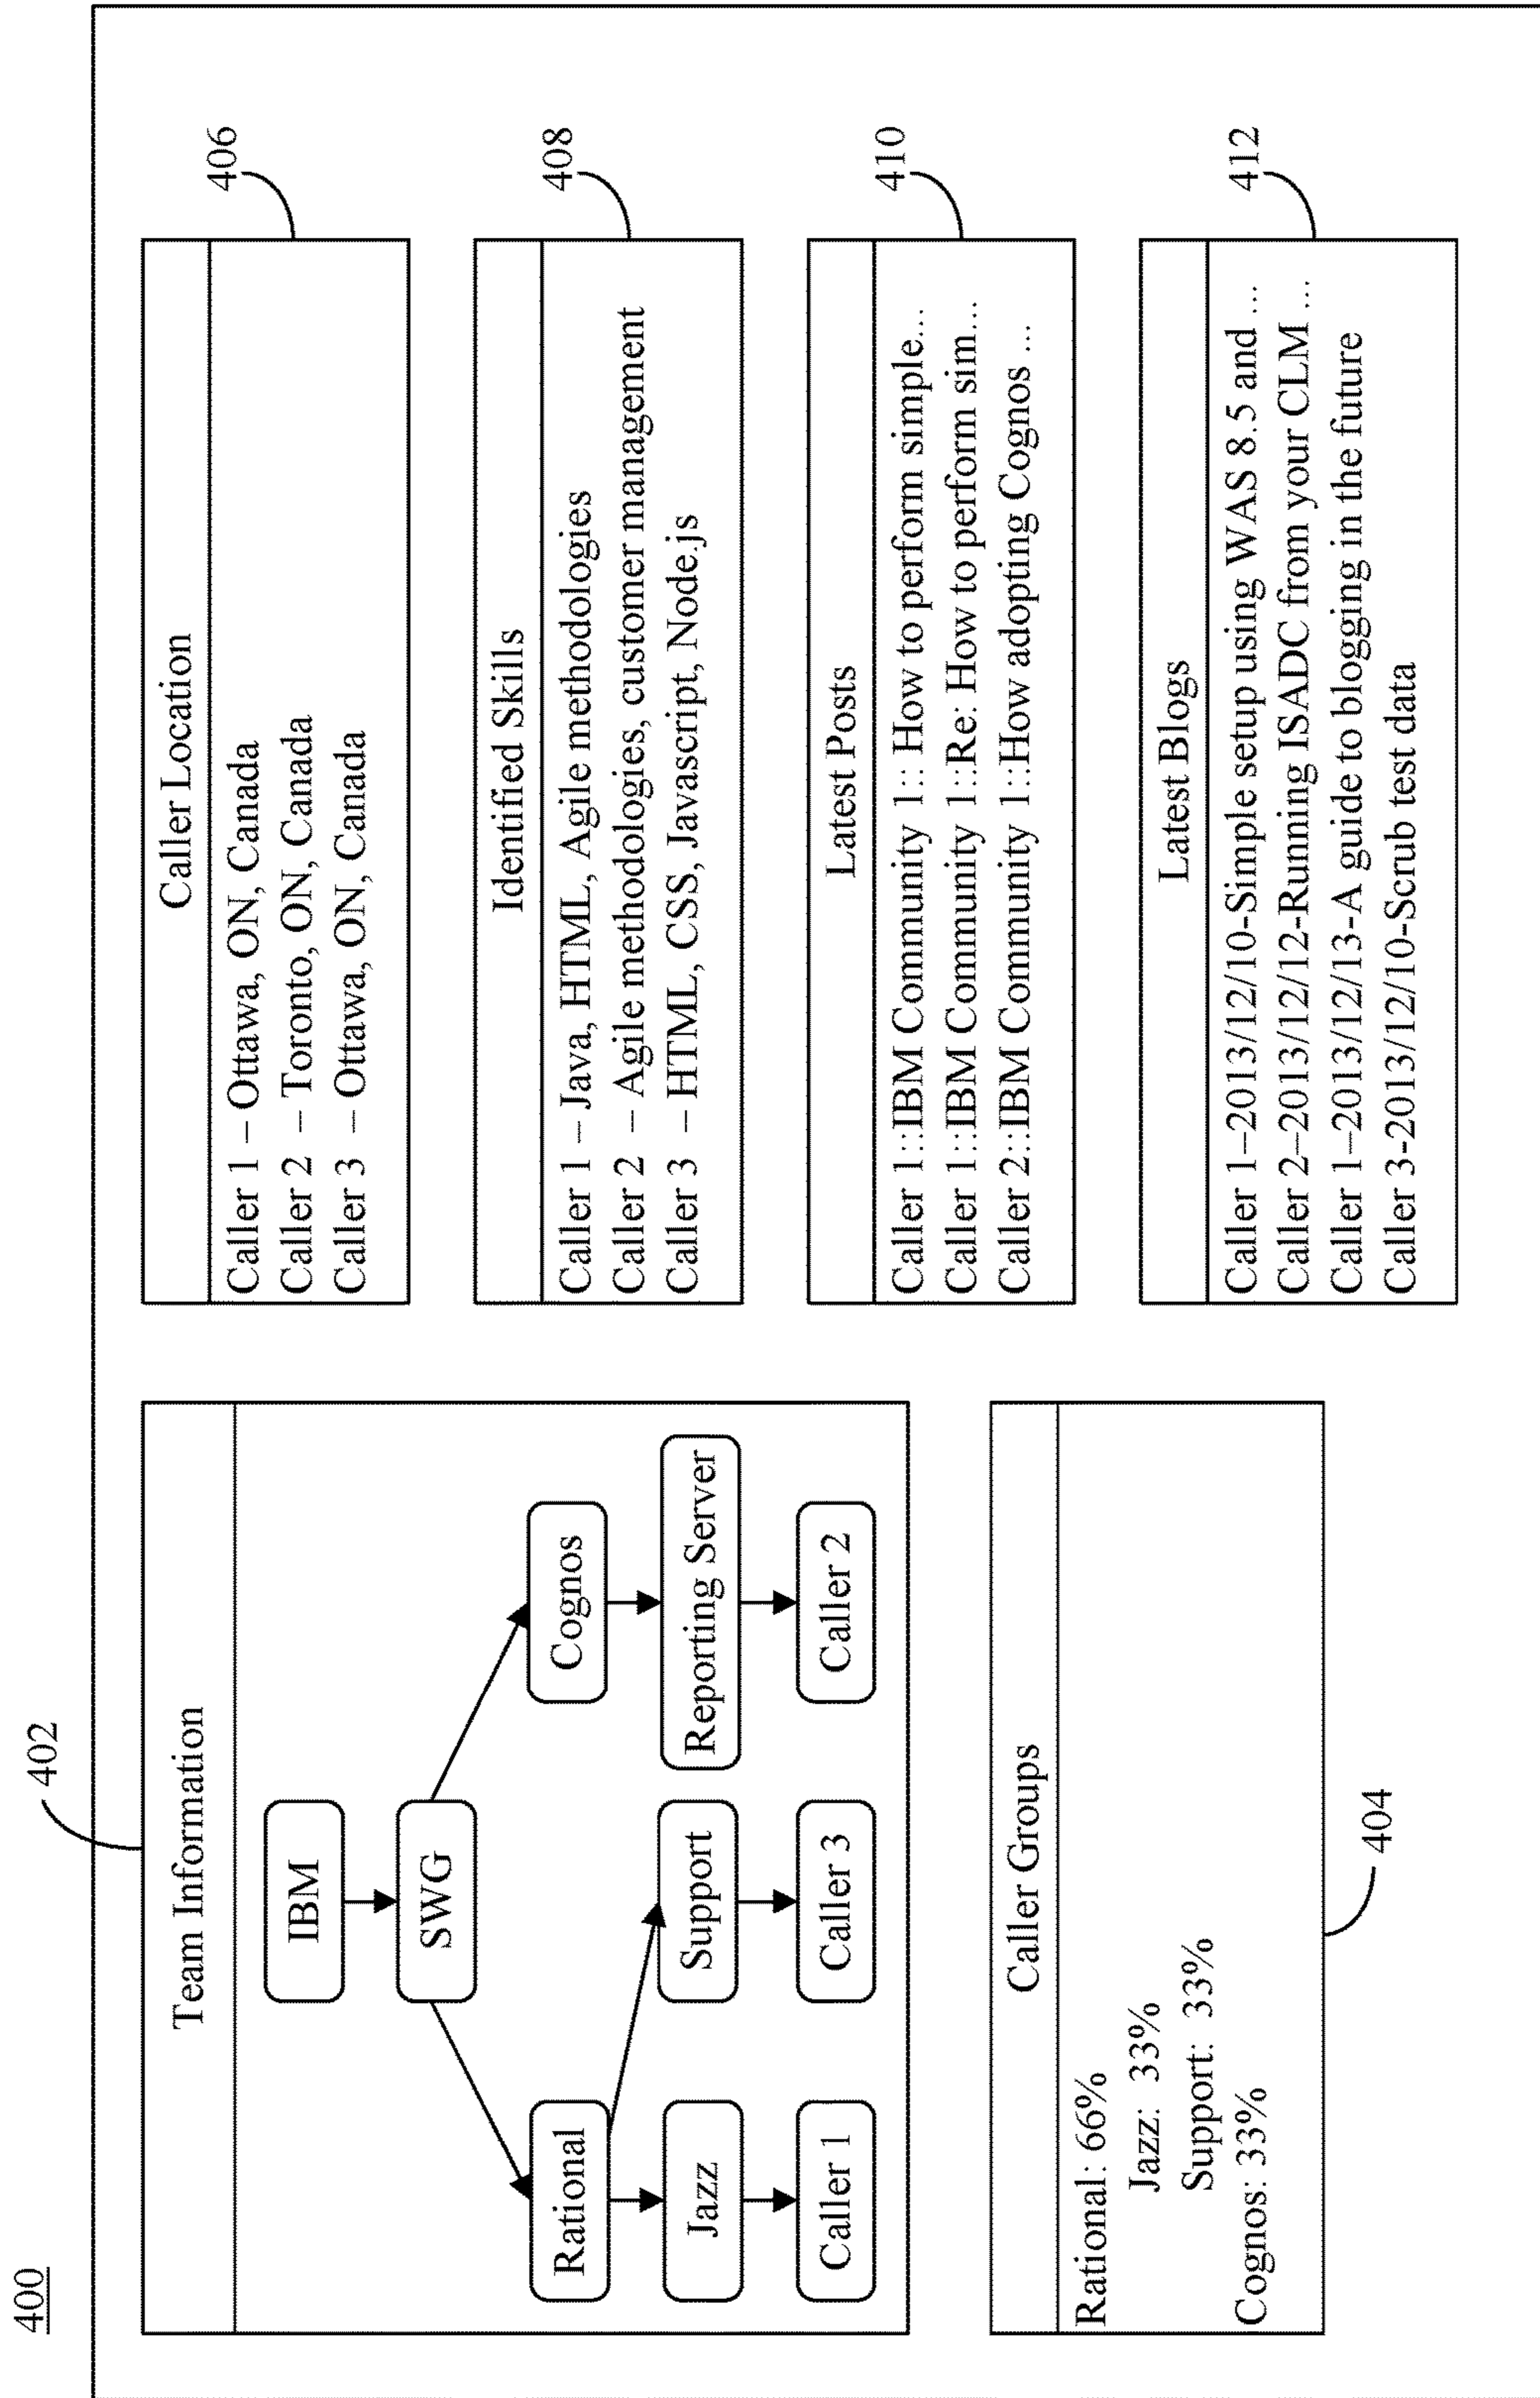 400
402
Team Information
IBM
SWG
Rational
Cognos
Jazz
Support
Reporting Server
Caller 1
Caller 3
Caller 2
Caller Groups
Rational: 66%
Jazz: 33%
Support: 33%
Cognos: 33%
404
Caller Location
Caller 1 – Ottawa, ON, Canada
Caller 2 – Toronto, ON, Canada
Caller 3 – Ottawa, ON, Canada
406
Identified Skills
Caller 1 – Java, HTML, Agile methodologies
Caller 2 – Agile methodologies, customer management
Caller 3 – HTML, CSS, Javascript, Node.js
408
Latest Posts
Caller 1::IBM Community 1:: How to perform simple...
Caller 1::IBM Community 1::Re: How to perform sim...
Caller 2::IBM Community 1::How adopting Cognos ...
410
Latest Blogs
Caller 1–2013/12/10-Simple setup using WAS 8.5 and ...
Caller 2–2013/12/12-Running ISADC from your CLM ...
Caller 1–2013/12/13-A guide to blogging in the future
Caller 3-2013/12/10-Scrub test data
412